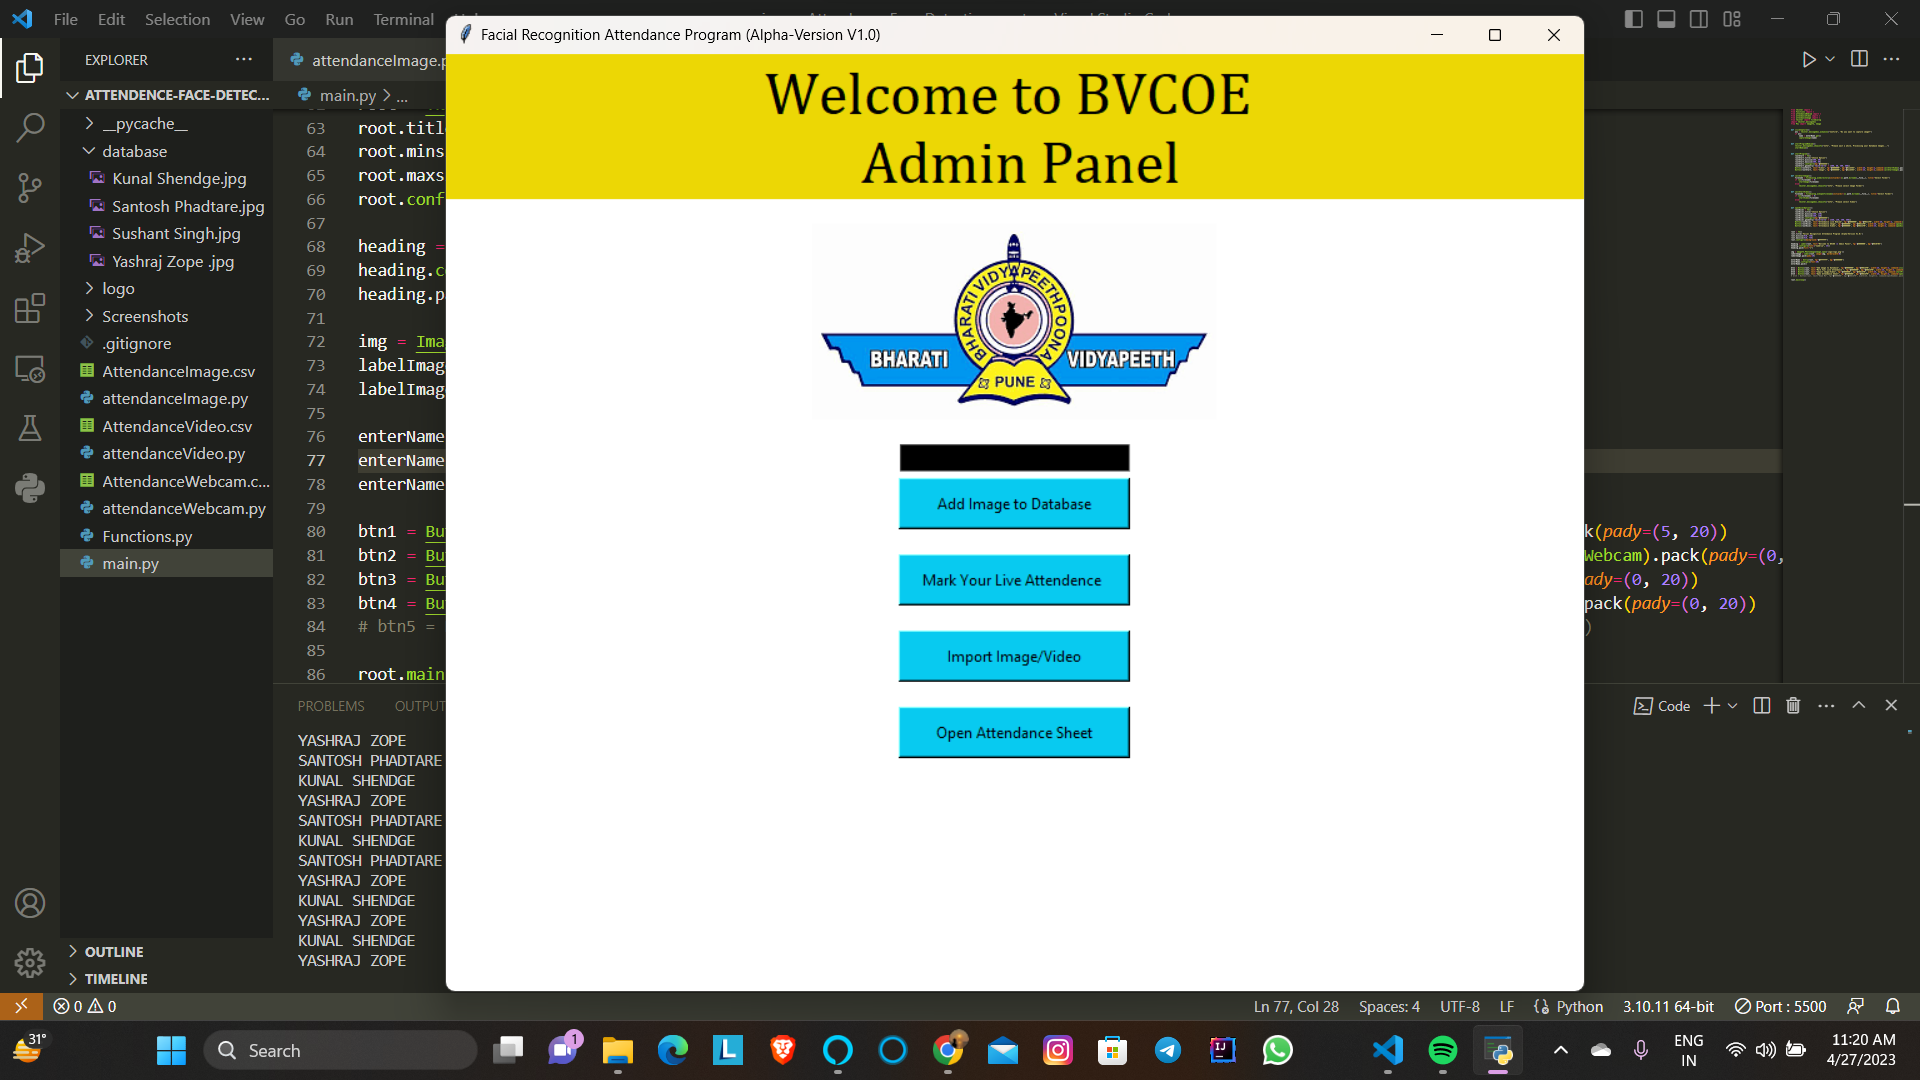 File Edit Selection View Go Run Terminal
Facial Recognition Attendance Program (Alpha-Version V1.0)
EXPLORER
attendanceImage.p
ATTENDENCE-FACE-DETEC...
main.py > ...
__pycache__
database
Kunal Shendge.jpg
Santosh Phadtare.jpg
Sushant Singh.jpg
Yashraj Zope .jpg
logo
Screenshots
.gitignore
AttendanceImage.csv
attendanceImage.py
AttendanceVideo.csv
attendanceVideo.py
AttendanceWebcam.c...
attendanceWebcam.py
Functions.py
main.py
OUTLINE
TIMELINE
63 root.titl
64 root.mins
65 root.maxs
66 root.conf
67
68 heading =
69 heading.c
70 heading.p
71
72 img = Ima
73 labelImag
74 labelImag
75
76 enterName
77 enterName
78 enterName
79
80 btn1 = Bu
81 btn2 = Bu
82 btn3 = Bu
83 btn4 = Bu
84 # btn5 =
85
86 root.main
Welcome to BVCOE
Admin Panel
BHARATI VIDYAPEETH POONA
BHARATI VIDYAPEETH
PUNE
Add Image to Database
Mark Your Live Attendence
Import Image/Video
Open Attendance Sheet
k(pady=(5, 20))
Webcam).pack(pady=(0,
ady=(0, 20))
pack(pady=(0, 20))
)
PROBLEMS OUTPUT
Code
YASHRAJ ZOPE
SANTOSH PHADTARE
KUNAL SHENDGE
YASHRAJ ZOPE
SANTOSH PHADTARE
KUNAL SHENDGE
SANTOSH PHADTARE
YASHRAJ ZOPE
KUNAL SHENDGE
YASHRAJ ZOPE
KUNAL SHENDGE
YASHRAJ ZOPE
0 0
Ln 77, Col 28 Spaces: 4 UTF-8 LF Python 3.10.11 64-bit Port : 5500
31°
Search
1
L
IJ
ENG
IN
11:20 AM
4/27/2023